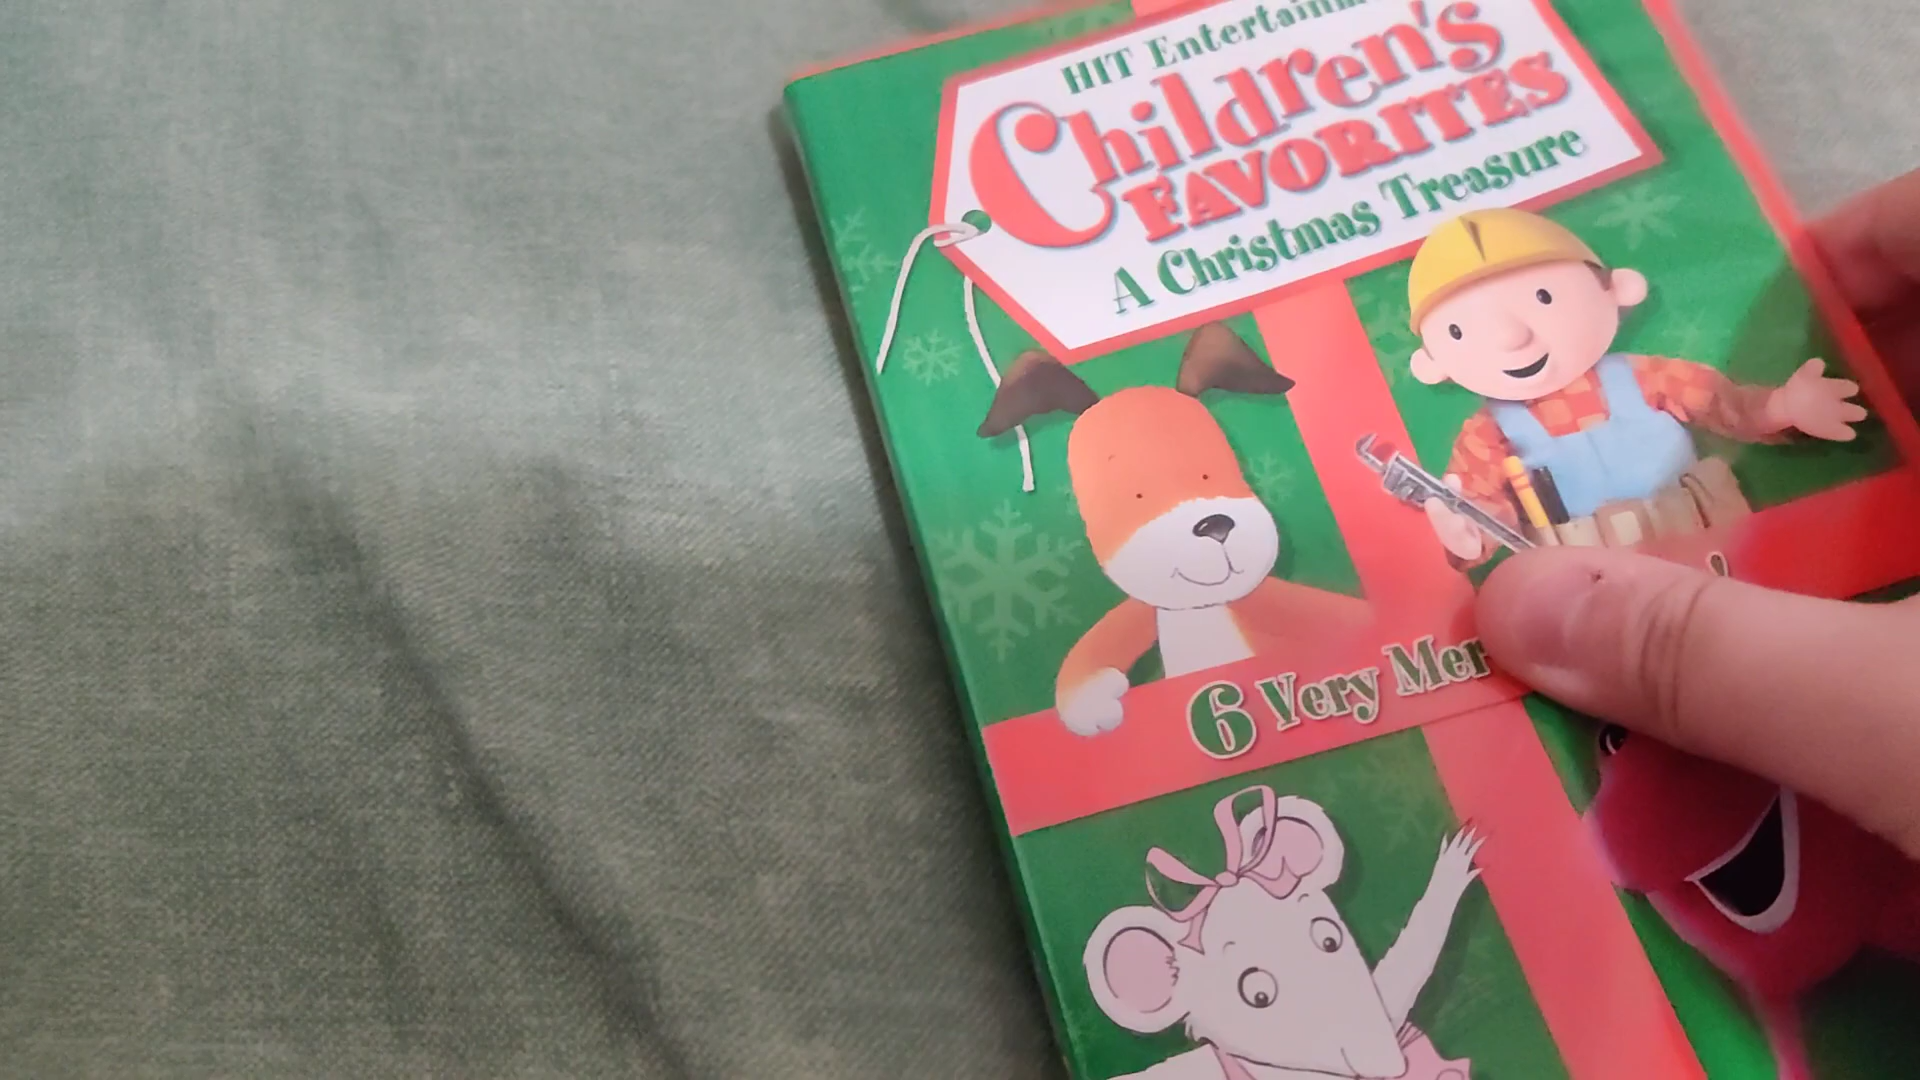 HIT Entertainm
Children's
FAVORITES
A Christmas Treasure
6 Very Mer